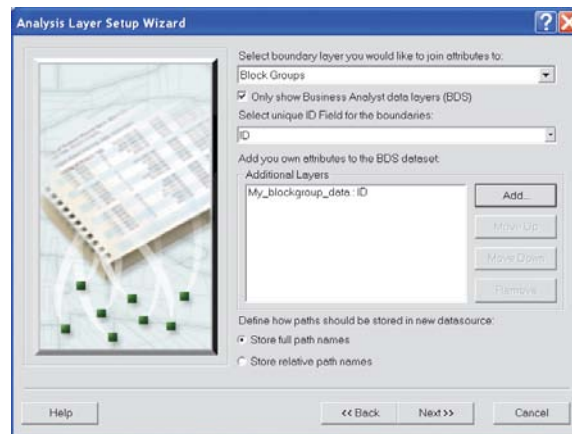 Analysis Layer Setup Wizard
Select boundary layer you would like to join attributes to:
Block Groups
Only show Business Analyst data layers (BDS)
Select unique ID Field for the boundaries:
ID
Add you own attributes to the BDS dataset:
Additional Layers
My_blockgroup_data : ID
Add...
Move Up
Move Down
Remove
Define how paths should be stored in new datasource:
Store full path names
Store relative path names
Help
<< Back
Next >>
Cancel